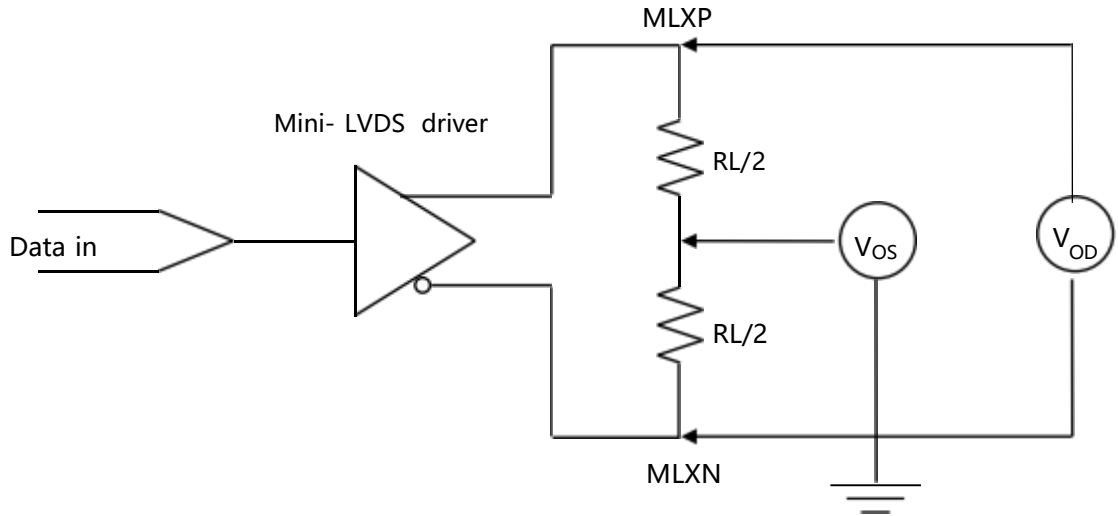 MLXP
Mini- LVDS driver
RL/2
Data in
VOS
VOD
RL/2
MLXN